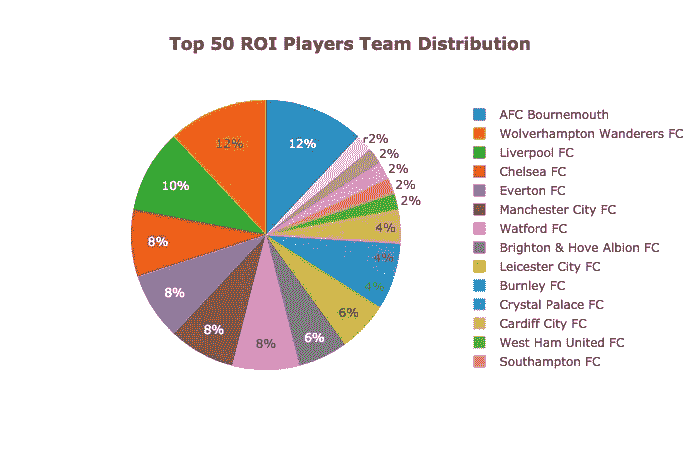 Top 50 ROI Players Team Distribution
12%
12%
2%
2%
2%
2%
2%
10%
4%
8%
4%
8%
6%
8%
8%
6%
AFC Bournemouth
Wolverhampton Wanderers FC
Liverpool FC
Chelsea FC
Everton FC
Manchester City FC
Watford FC
Brighton & Hove Albion FC
Leicester City FC
Burnley FC
Crystal Palace FC
Cardiff City FC
West Ham United FC
Southampton FC